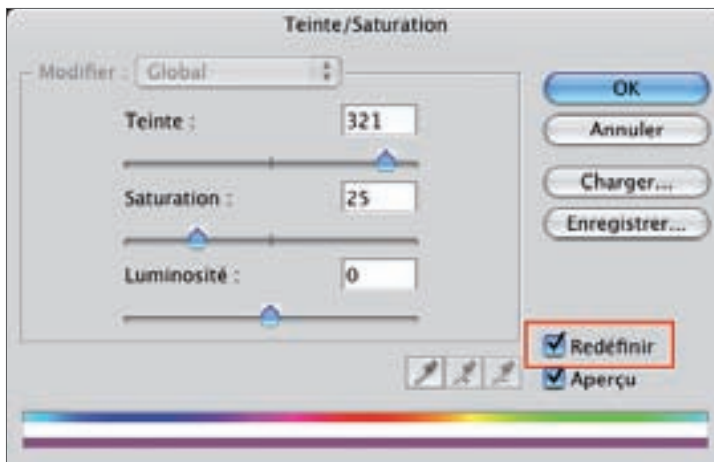 Teinte/Saturation
Modifier : Global
Teinte : 321
Saturation : 25
Luminosité : 0
OK
Annuler
Charger...
Enregistrer...
Redéfinir
Aperçu